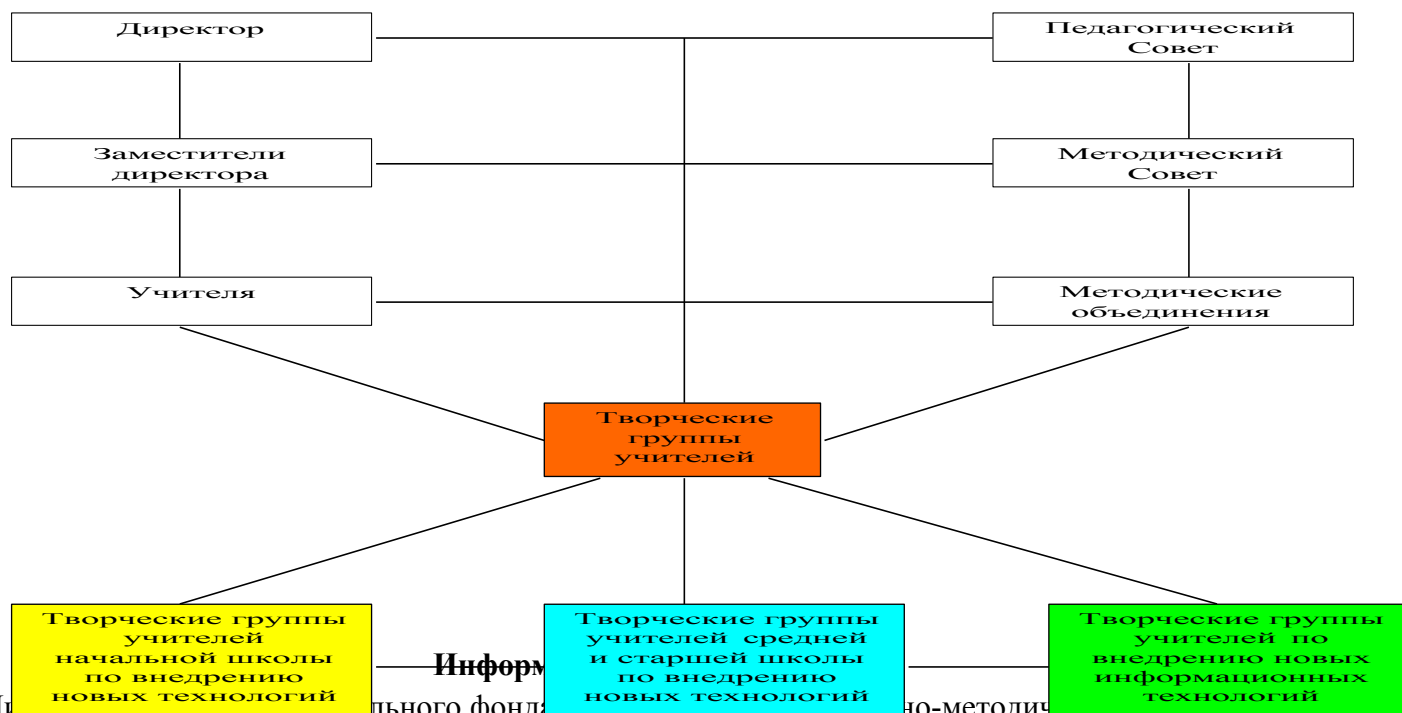 Директор
Педагогический
Совет
Заместители
директора
Методический
Совет
Учителя
Методические
объединения
Творческие
группы
учителей
Творческие группы
учителей
начальной школы
по внедрению
новых технологий
Творческие группы
учителей средней
и старшей школы
по внедрению
новых технологий
Творческие группы
учителей по
внедрению новых
информационных
технологий